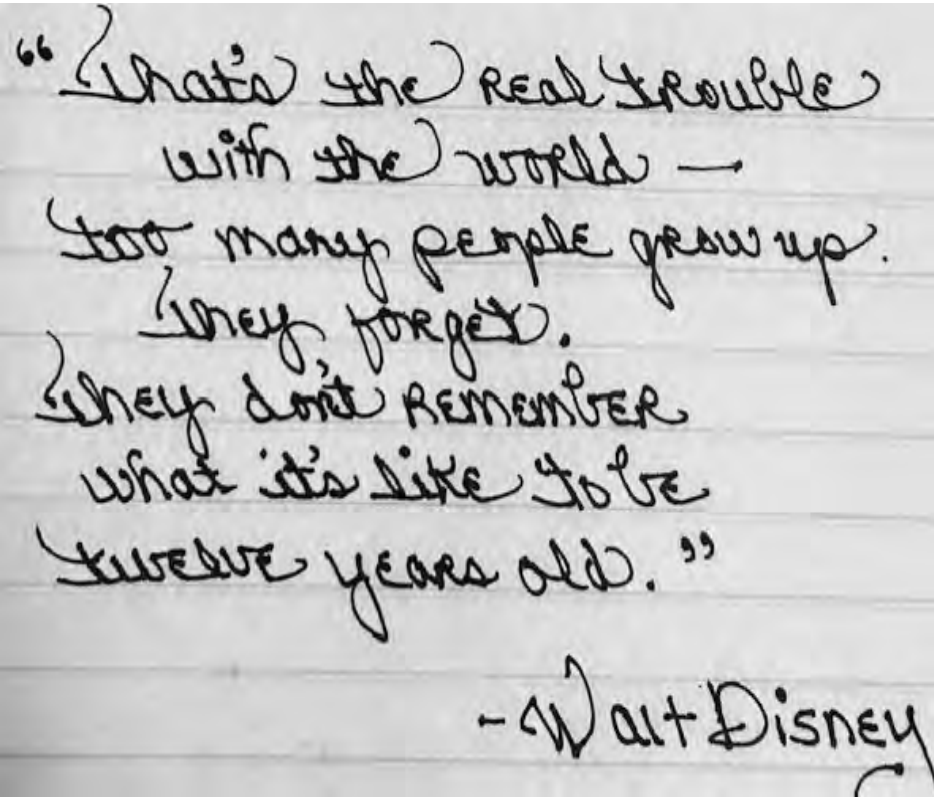 “That's the real trouble
with the world —
too many people grow up.
They forget.
They don't remember
what it's like to be
twelve years old.”
-Walt Disney